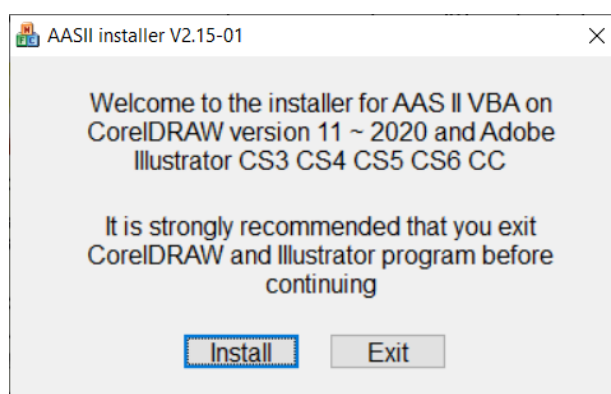 AASII installer V2.15-01
Welcome to the installer for AAS II VBA on
CorelDRAW version 11 ~ 2020 and Adobe
Illustrator CS3 CS4 CS5 CS6 CC
It is strongly recommended that you exit
CorelDRAW and Illustrator program before
continuing
Install
Exit